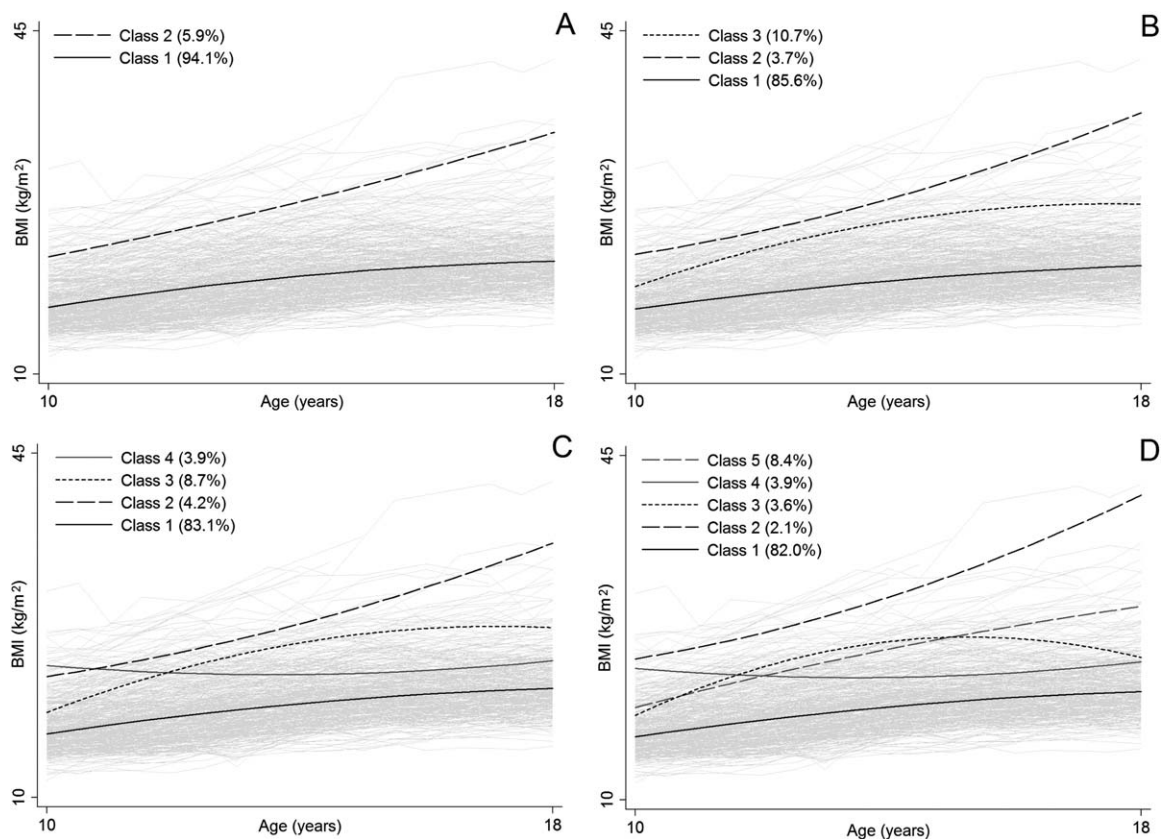 A
45
Class 2 (5.9%)
Class 1 (94.1%)
BMI (kg/m²)
10
10
Age (years)
18
B
45
Class 3 (10.7%)
Class 2 (3.7%)
Class 1 (85.6%)
BMI (kg/m²)
10
10
Age (years)
18
C
45
Class 4 (3.9%)
Class 3 (8.7%)
Class 2 (4.2%)
Class 1 (83.1%)
BMI (kg/m²)
10
10
Age (years)
18
D
45
Class 5 (8.4%)
Class 4 (3.9%)
Class 3 (3.6%)
Class 2 (2.1%)
Class 1 (82.0%)
BMI (kg/m²)
10
10
Age (years)
18